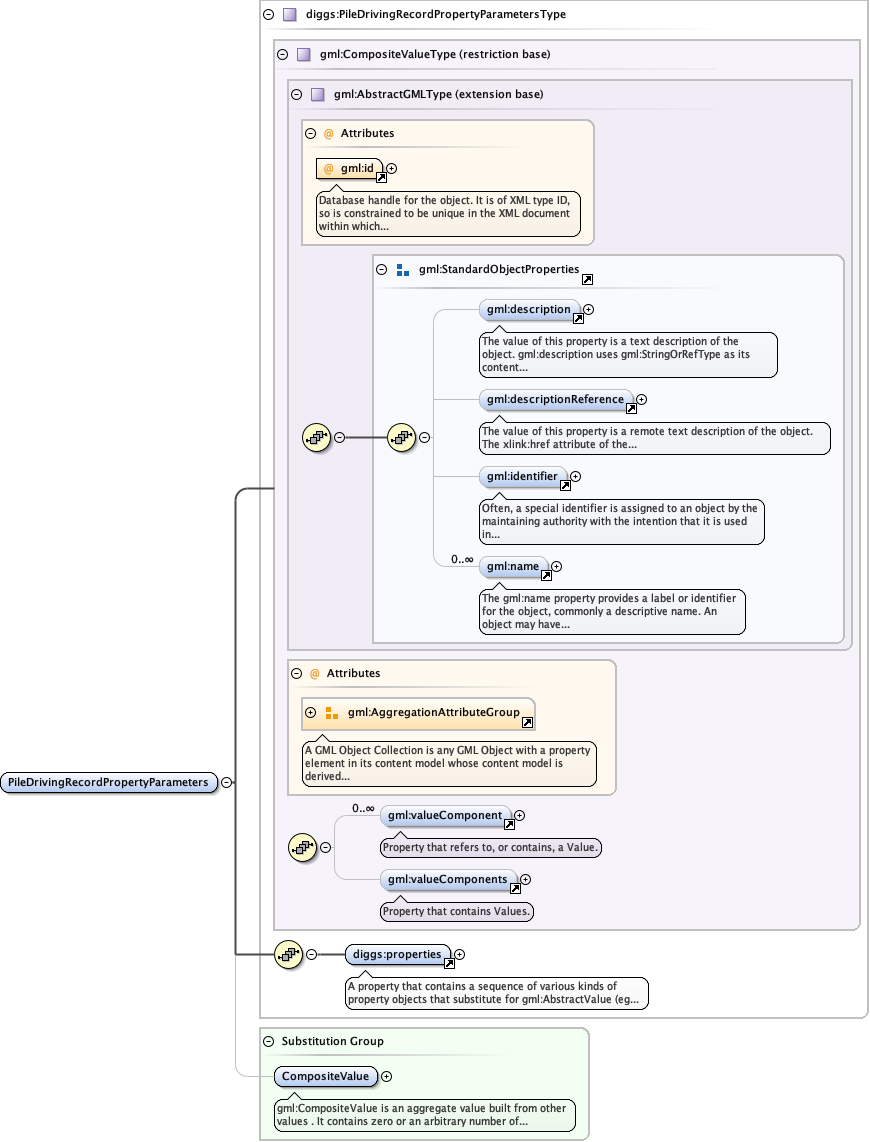 diggs:PileDrivingRecordPropertyParametersType
gml:CompositeValueType (restriction base)
gml:AbstractGMLType (extension base)
@ Attributes
@ gml:id
Database handle for the object. It is of XML type ID,
so is constrained to be unique in the XML document
within which...
gml:StandardObjectProperties
gml:description
The value of this property is a text description of the
object. gml:description uses gml:StringOrRefType as its
content...
gml:descriptionReference
The value of this property is a remote text description of the object.
The xlink:href attribute of the...
gml:identifier
Often, a special identifier is assigned to an object by the
maintaining authority with the intention that it is used
in...
0..∞
gml:name
The gml:name property provides a label or identifier
for the object, commonly a descriptive name. An
object may have...
@ Attributes
gml:AggregationAttributeGroup
A GML Object Collection is any GML Object with a property
element in its content model whose content model is
derived...
PileDrivingRecordPropertyParameters
0..∞
gml:valueComponent
Property that refers to, or contains, a Value.
gml:valueComponents
Property that contains Values.
diggs:properties
A property that contains a sequence of various kinds of
property objects that substitute for gml:AbstractValue (eg...
Substitution Group
CompositeValue
gml:CompositeValue is an aggregate value built from other
values . It contains zero or an arbitrary number of...